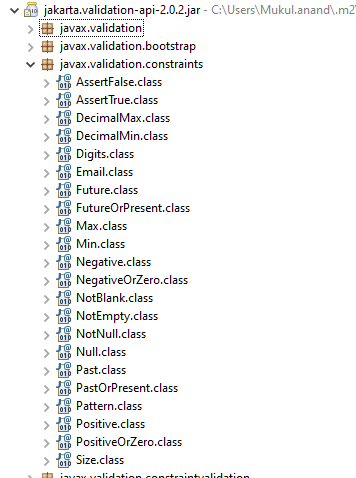 jakarta.validation-api-2.0.2.jar - C:\Users\Mukul.anand\.m2\
javax.validation
javax.validation.bootstrap
javax.validation.constraints
AssertFalse.class
AssertTrue.class
DecimalMax.class
DecimalMin.class
Digits.class
Email.class
Future.class
FutureOrPresent.class
Max.class
Min.class
Negative.class
NegativeOrZero.class
NotBlank.class
NotEmpty.class
NotNull.class
Null.class
Past.class
PastOrPresent.class
Pattern.class
Positive.class
PositiveOrZero.class
Size.class
javax.validation.constraintvalidation